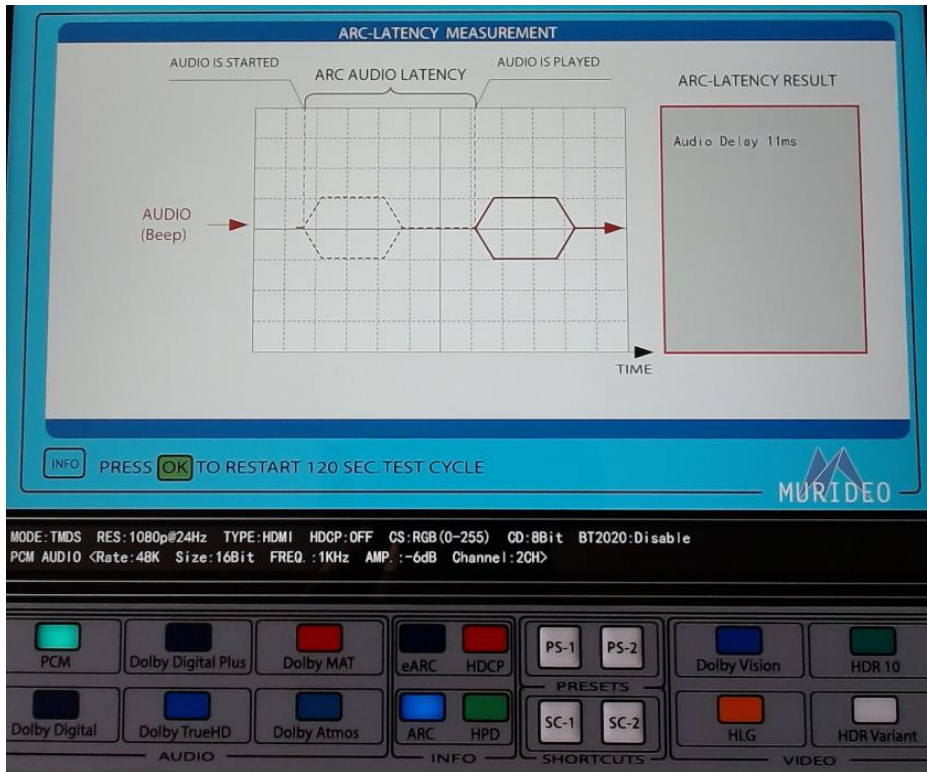 ARC-LATENCY MEASUREMENT
AUDIO IS STARTED
ARC AUDIO LATENCY
AUDIO IS PLAYED
ARC-LATENCY RESULT
Audio Delay 11ms
AUDIO
(Beep)
TIME
INFO PRESS OK TO RESTART 120 SEC.TEST CYCLE
MURIDEO
MODE:TMDS RES:1080p@24Hz TYPE:HDMI HDCP:OFF CS:RGB(0-255) CD:8Bit BT2020:Disable
PCM AUDIO <Rate:48K Size:16Bit FREQ.:1KHz AMP.:-6dB Channel:2CH>
PCM Dolby Digital Plus Dolby MAT eARC HDCP PS-1 PS-2 Dolby Vision HDR 10
PRESETS
Dolby Digital Dolby TrueHD Dolby Atmos ARC HPD SC-1 SC-2 HLG HDR Variant
AUDIO INFO SHORTCUTS VIDEO